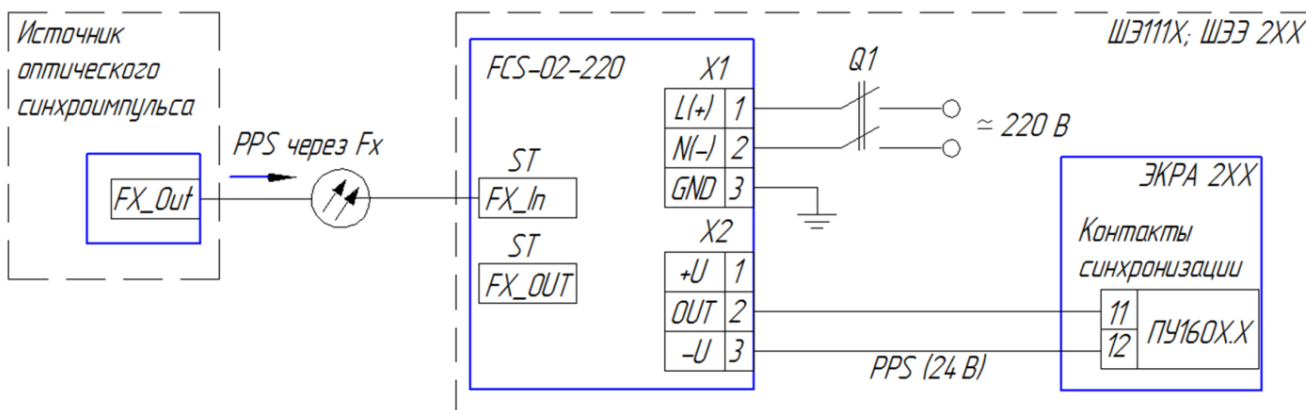 Источник
оптического
синхроимпульса
FX_Out
PPS через Fx
ШЭ111Х; ШЭЭ 2ХХ
FCS-02-220
ST
FX_In
ST
FX_OUT
X1
L(+) 1
N(-) 2
GND 3
X2
+U 1
OUT 2
-U 3
Q1
≃ 220 В
PPS (24 В)
ЭКРА 2ХХ
Контакты
синхронизации
11
12
ПУ160Х.Х